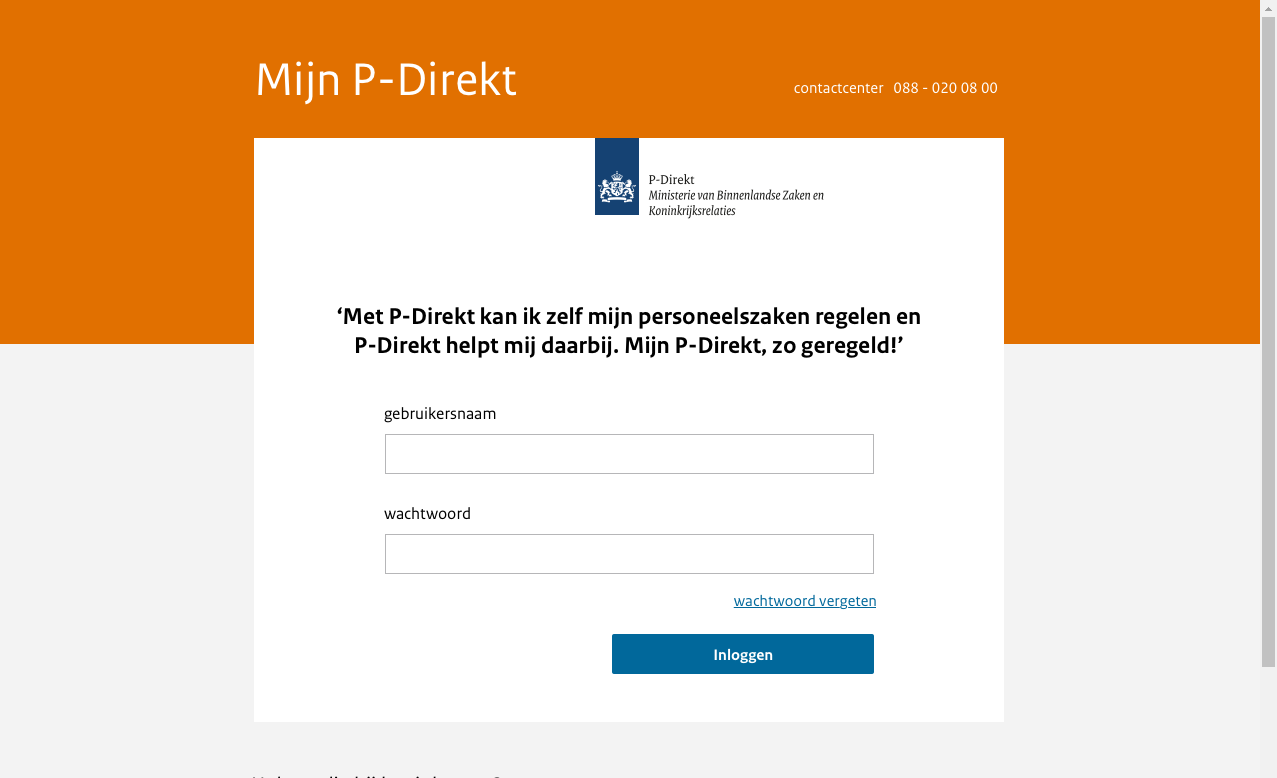 Mijn P-Direkt
contactcenter 088 - 020 08 00
P-Direkt
Ministerie van Binnenlandse Zaken en
Koninkrijksrelaties
‘Met P-Direkt kan ik zelf mijn personeelszaken regelen en
P-Direkt helpt mij daarbij. Mijn P-Direkt, zo geregeld!’
gebruikersnaam
wachtwoord
wachtwoord vergeten
Inloggen